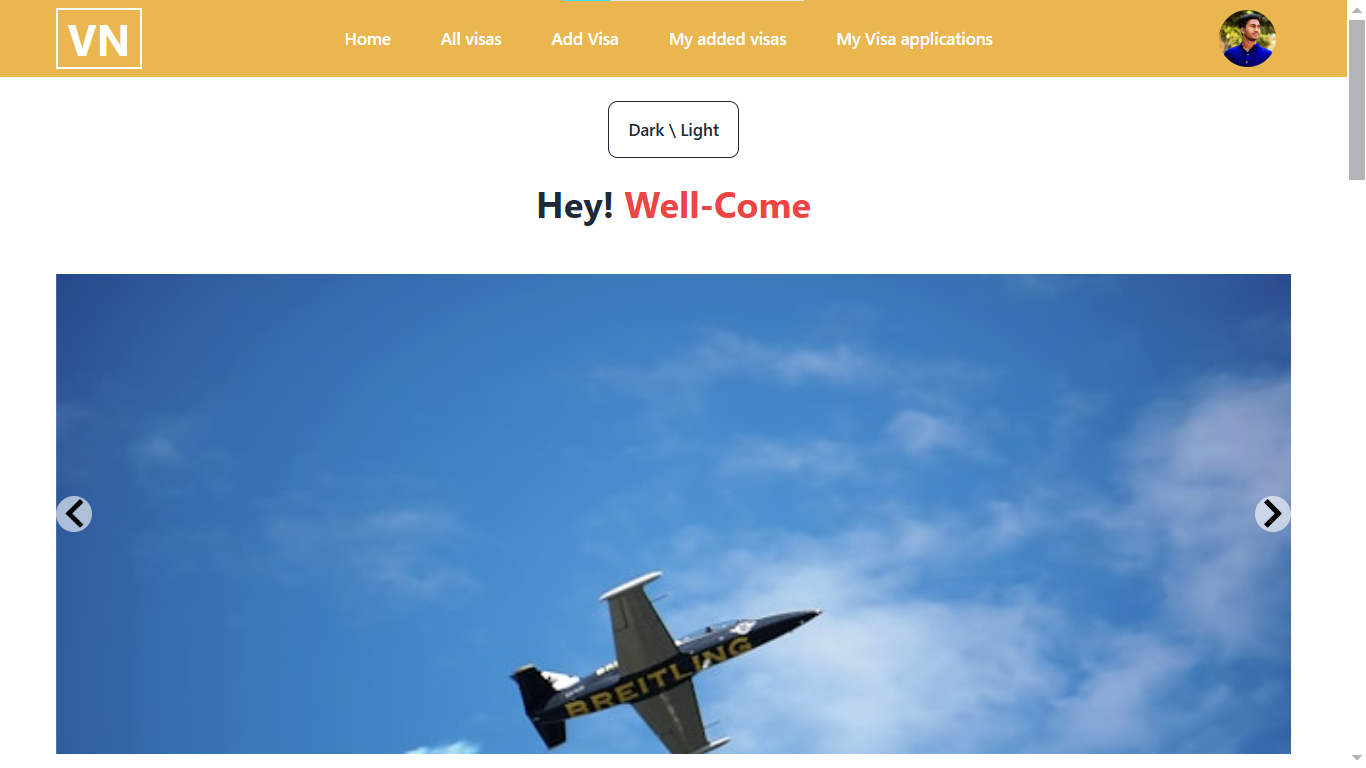 VN
Home
All visas
Add Visa
My added visas
My Visa applications
Dark \ Light
Hey! Well-Come
BREITLING